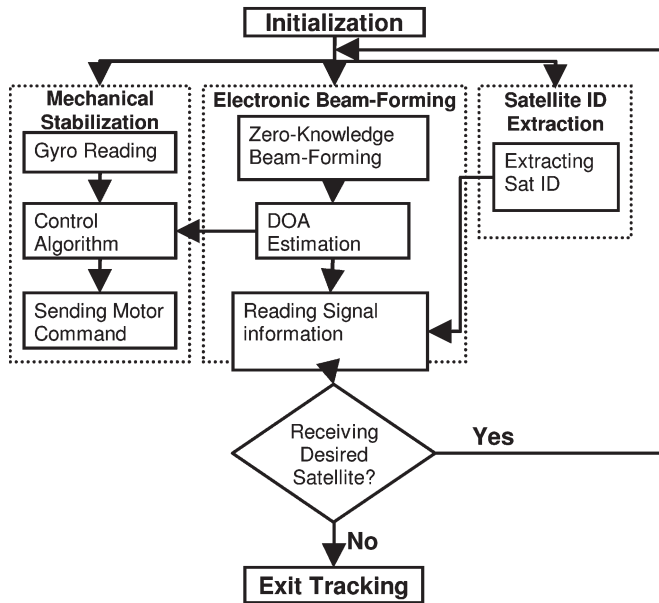 Initialization
Mechanical
Stabilization
Gyro Reading
Control
Algorithm
Sending Motor
Command
Electronic Beam-Forming
Zero-Knowledge
Beam-Forming
DOA
Estimation
Reading Signal
information
Satellite ID
Extraction
Extracting
Sat ID
Receiving
Desired
Satellite?
Yes
No
Exit Tracking